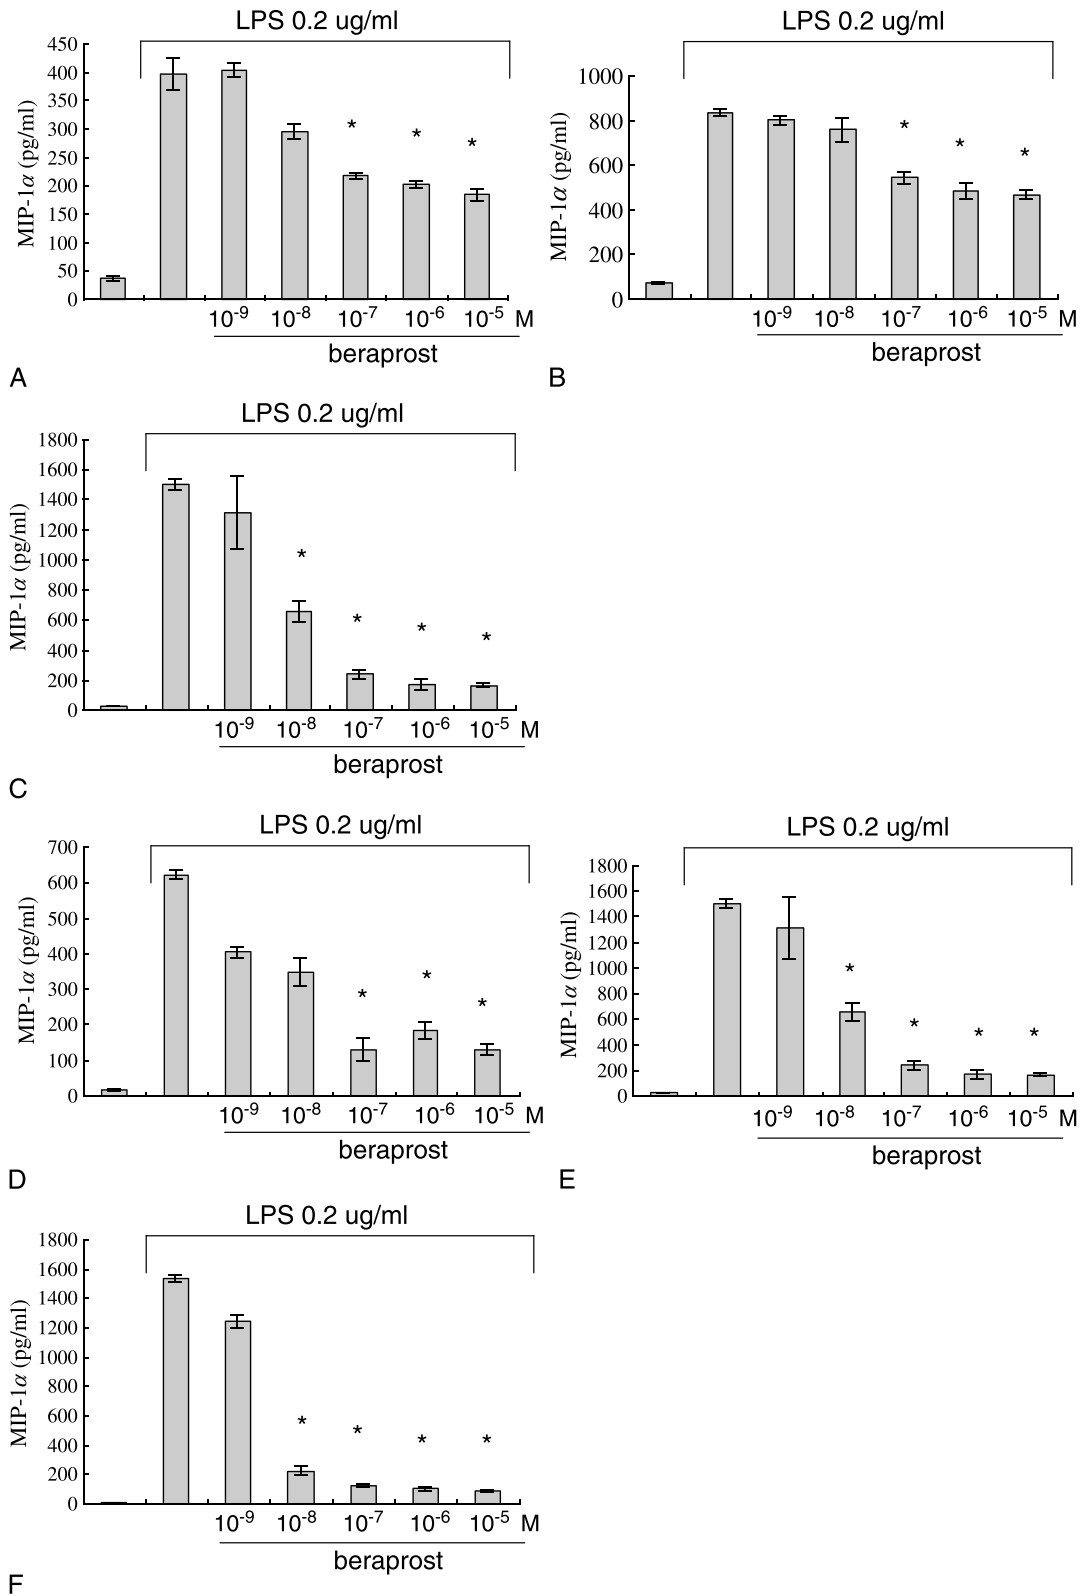 LPS 0.2 ug/ml
450
400
350
300
250
200
150
100
50
0
MIP-1α (pg/ml)
* * *
10-9 10-8 10-7 10-6 10-5 M
beraprost
A
LPS 0.2 ug/ml
1000
800
600
400
200
0
MIP-1α (pg/ml)
* * *
10-9 10-8 10-7 10-6 10-5 M
beraprost
B
LPS 0.2 ug/ml
1800
1600
1400
1200
1000
800
600
400
200
0
MIP-1α (pg/ml)
* * * *
10-9 10-8 10-7 10-6 10-5 M
beraprost
C
LPS 0.2 ug/ml
700
600
500
400
300
200
100
0
MIP-1α (pg/ml)
* * *
10-9 10-8 10-7 10-6 10-5 M
beraprost
D
LPS 0.2 ug/ml
1800
1600
1400
1200
1000
800
600
400
200
0
MIP-1α (pg/ml)
* * * *
10-9 10-8 10-7 10-6 10-5 M
beraprost
E
LPS 0.2 ug/ml
1800
1600
1400
1200
1000
800
600
400
200
0
MIP-1α (pg/ml)
* * * *
10-9 10-8 10-7 10-6 10-5 M
beraprost
F